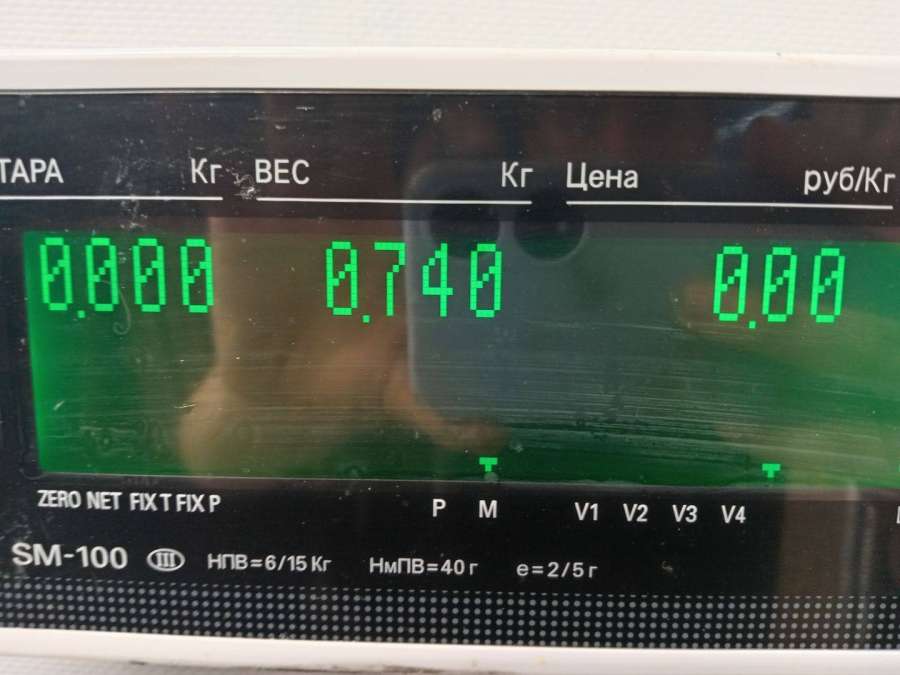 ТАРА Кг ВЕС Кг Цена руб/Кг
0.000 0.740 0.00
ZERO NET FIX T FIX P P M V1 V2 V3 V4
SM-100 III НПВ=6/15 Кг НмПВ=40 г e=2/5 г